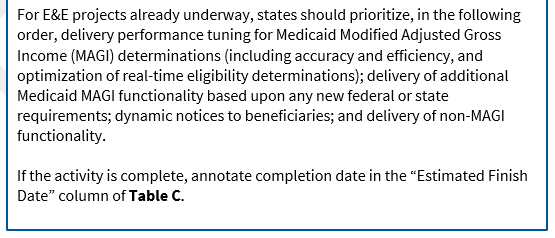 For E&E projects already underway, states should prioritize, in the following
order, delivery performance tuning for Medicaid Modified Adjusted Gross
Income (MAGI) determinations (including accuracy and efficiency, and
optimization of real-time eligibility determinations); delivery of additional
Medicaid MAGI functionality based upon any new federal or state
requirements; dynamic notices to beneficiaries; and delivery of non-MAGI
functionality.
If the activity is complete, annotate completion date in the “Estimated Finish
Date” column of Table C.